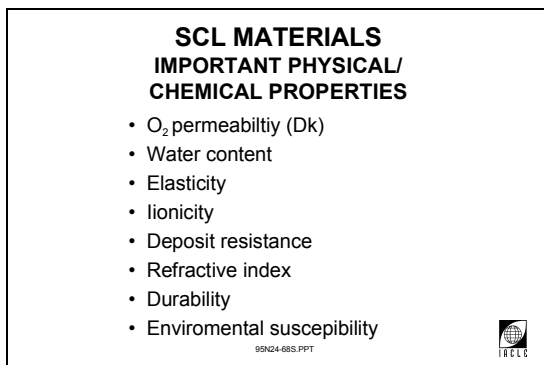 SCL MATERIALS
IMPORTANT PHYSICAL/
CHEMICAL PROPERTIES
• O₂ permeabiltiy (Dk)
• Water content
• Elasticity
• Iionicity
• Deposit resistance
• Refractive index
• Durability
• Enviromental suscepibility
95N24-68S.PPT
IACLE